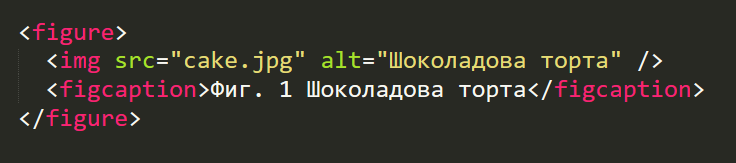 <figure>
<img src="cake.jpg" alt="Шоколадова торта" />
<figcaption>Фиг. 1 Шоколадова торта</figcaption>
</figure>